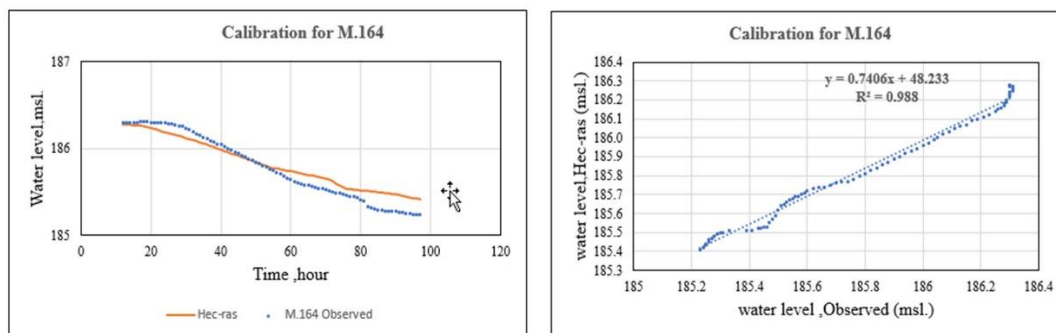 Calibration for M.164
187
186
185
Water level,msl.
0 20 40 60 80 100 120
Time ,hour
Hec-ras M.164 Observed
Calibration for M.164
y = 0.7406x + 48.233
R² = 0.988
186.4
186.3
186.2
186.1
186.0
185.9
185.8
185.7
185.6
185.5
185.4
185.3
water level,Hec-ras (msl.)
185 185.2 185.4 185.6 185.8 186 186.2 186.4
water level ,Observed (msl.)